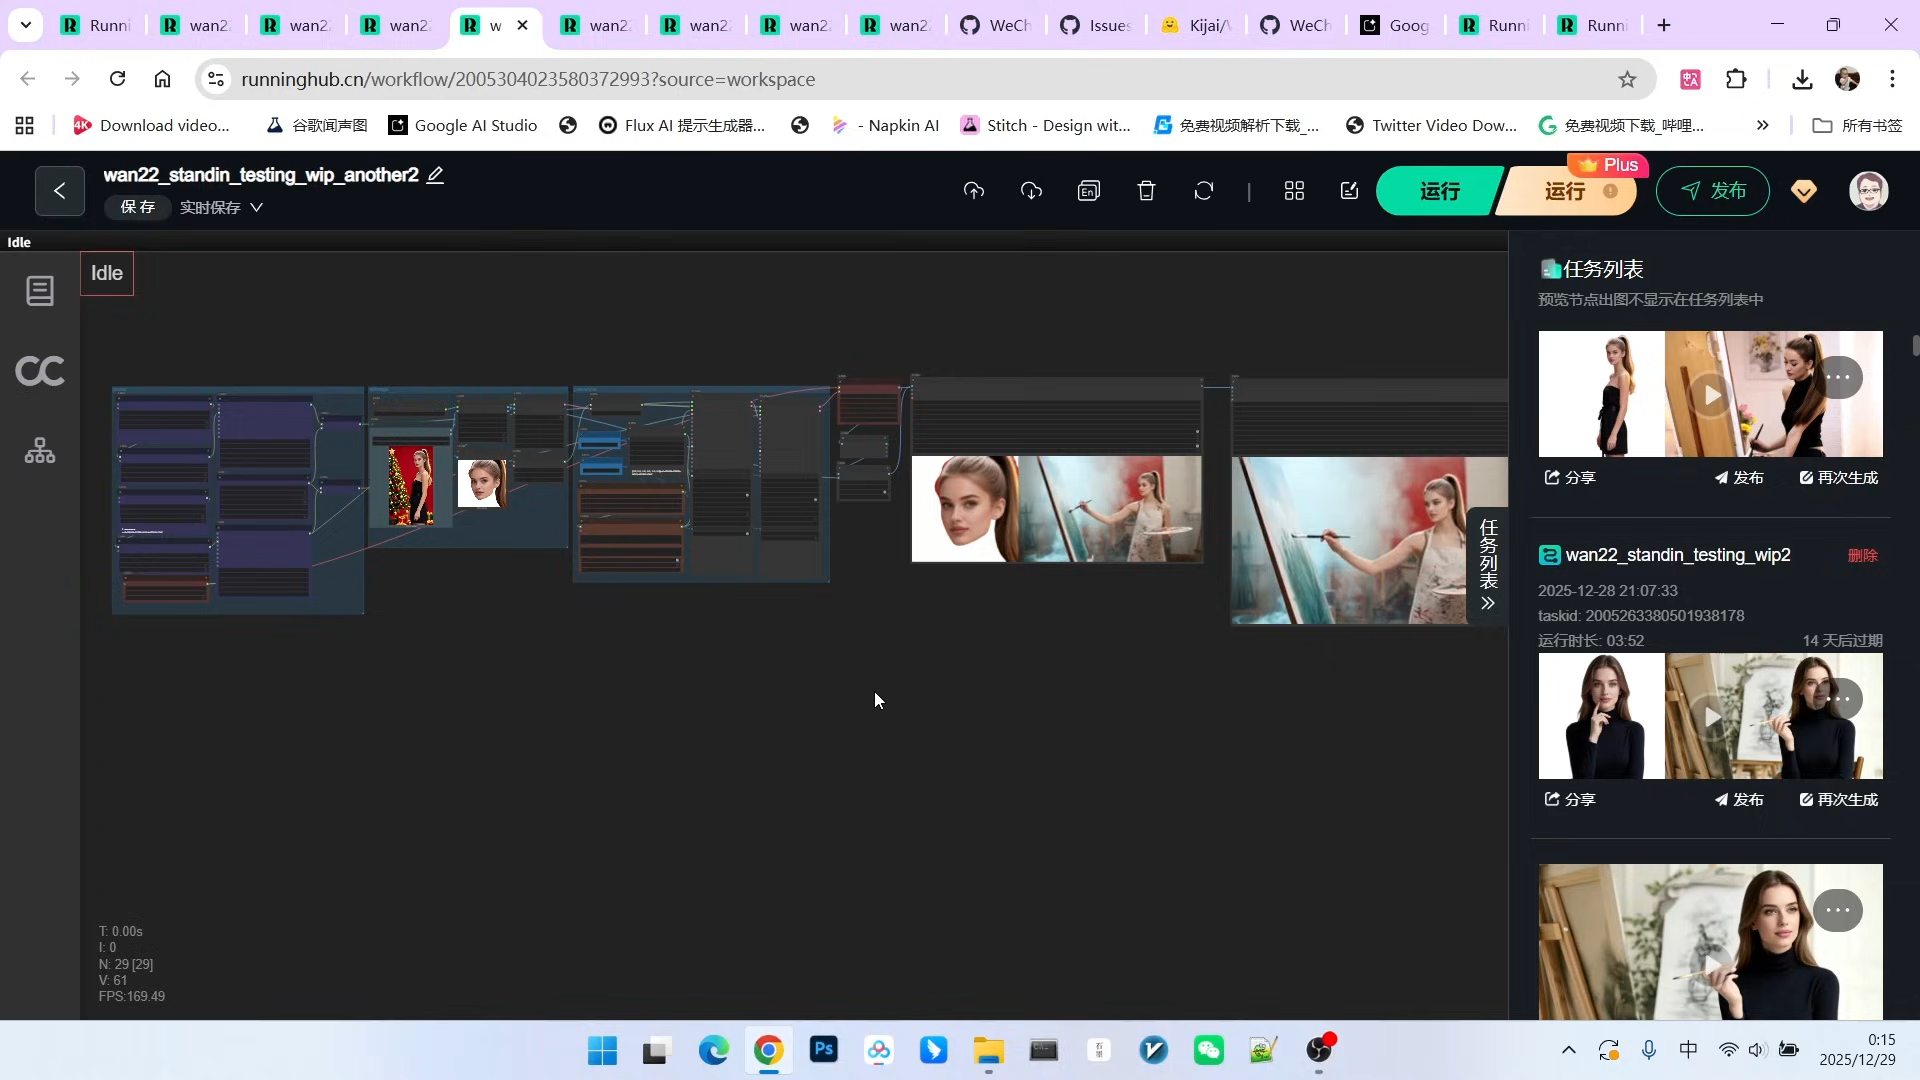 Runni
wan2
wan2
wan2
w
wan2
wan2
wan2
wan2
WeCh
Issues
Kijai/
WeCh
Goog
Runni
Runni
runninghub.cn/workflow/2005304023580372993?source=workspace
Download video...
谷歌闻声图
Google AI Studio
Flux AI 提示生成器...
- Napkin AI
Stitch - Design wit...
免费视频解析下载_...
Twitter Video Dow...
免费视频下载_哔哩...
所有书签
wan22_standin_testing_wip_another2
保存
实时保存
En
运行
运行
Plus
发布
Idle
Idle
CC
任务列表
预览节点出图不显示在任务列表中
分享
发布
再次生成
任务列表
wan22_standin_testing_wip2
删除
2025-12-28 21:07:33
taskid: 2005263380501938178
运行时长: 03:52
14 天后过期
分享
发布
再次生成
T: 0.00s
I: 0
N: 29 [29]
V: 61
FPS:169.49
Ps
中
0:15
2025/12/29